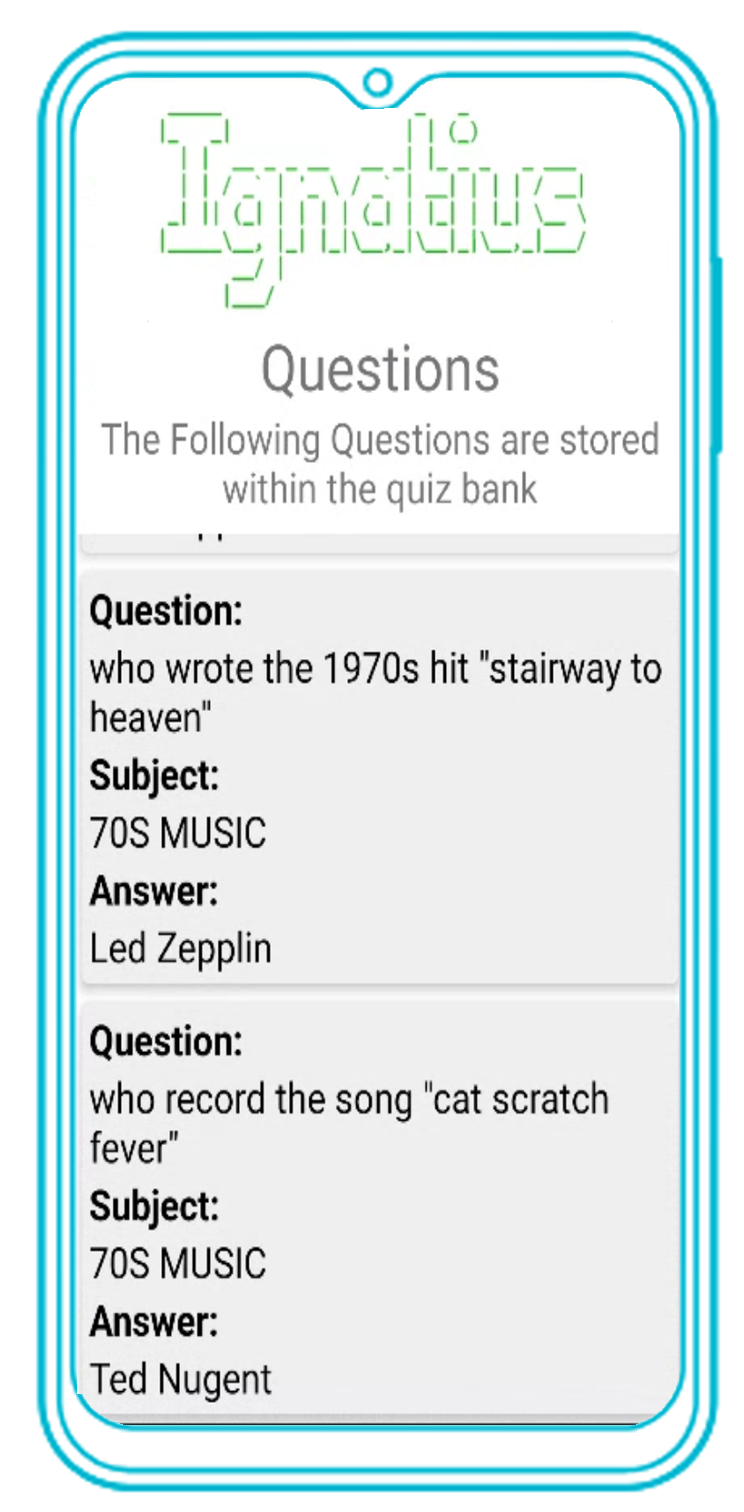 Ignatius
Questions
The Following Questions are stored
within the quiz bank
Question:
who wrote the 1970s hit "stairway to
heaven"
Subject:
70S MUSIC
Answer:
Led Zepplin
Question:
who record the song "cat scratch
fever"
Subject:
70S MUSIC
Answer:
Ted Nugent